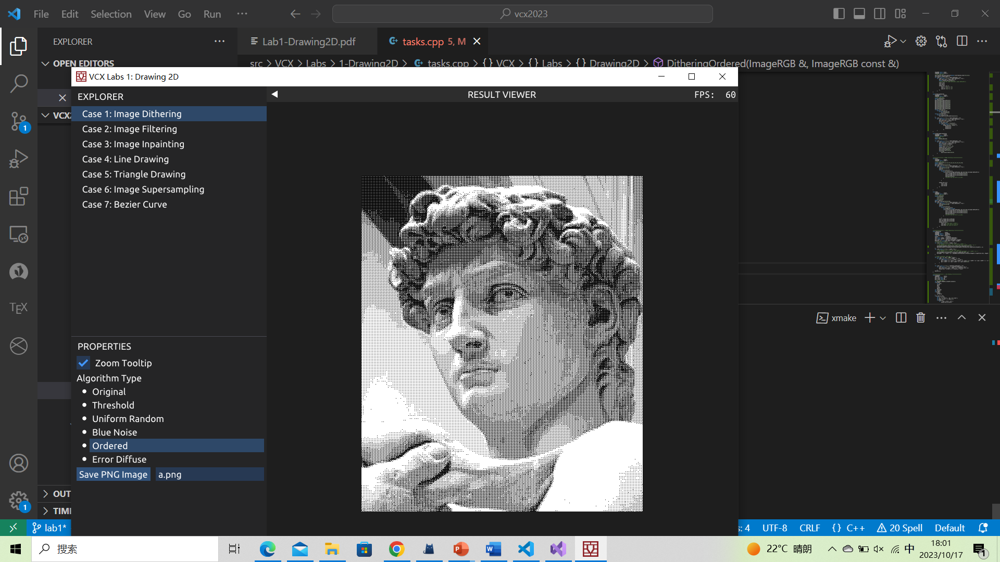 File Edit Selection View Go Run ··· vcx2023
EXPLORER ···
Lab1-Drawing2D.pdf
tasks.cpp 5, M
OPEN EDITORS
src > VCX > Labs > 1-Drawing2D > tasks.cpp > {} VCX > {} Labs > {} Drawing2D > DitheringOrdered(ImageRGB &, ImageRGB const &)
VCX Labs 1: Drawing 2D
EXPLORER
RESULT VIEWER
FPS: 60
Case 1: Image Dithering
Case 2: Image Filtering
Case 3: Image Inpainting
Case 4: Line Drawing
Case 5: Triangle Drawing
Case 6: Image Supersampling
Case 7: Bezier Curve
VCX
1
xmake
TEX
PROPERTIES
Zoom Tooltip
Algorithm Type
Original
Threshold
Uniform Random
Blue Noise
Ordered
Error Diffuse
Save PNG Image a.png
OUT
TIM
1
lab1*
: 4 UTF-8 CRLF {} C++ 20 Spell Default
搜索
22°C 晴朗
中
18:01
2023/10/17
1